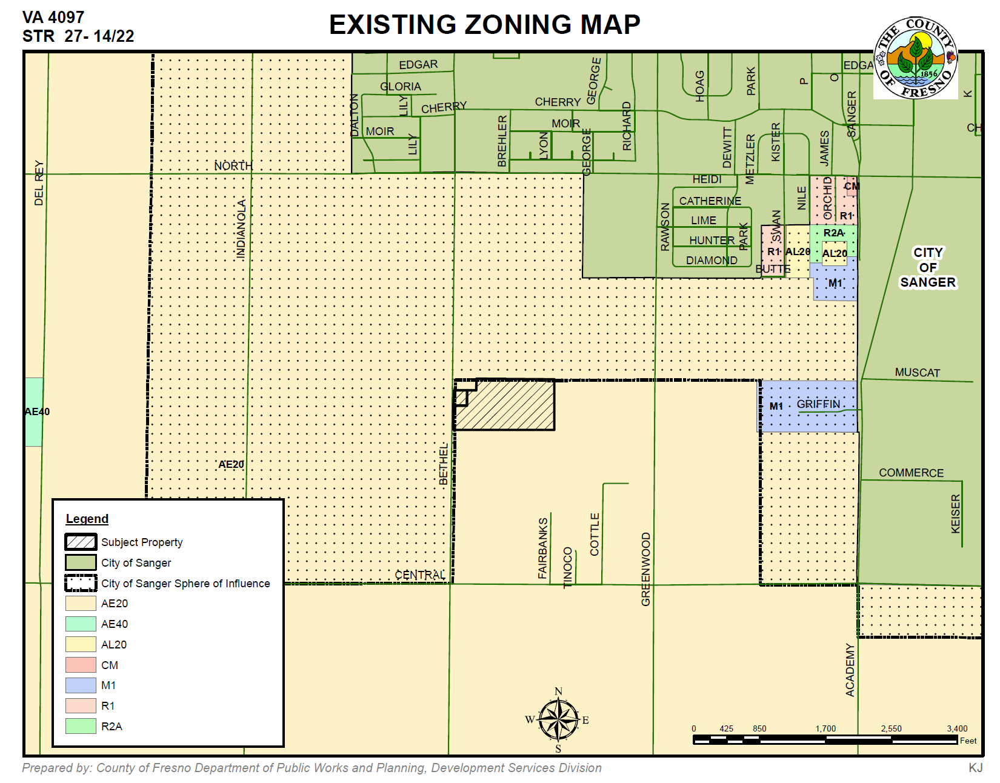 VA 4097
STR 27- 14/22
EXISTING ZONING MAP
THE COUNTY OF FRESNO
1856
EDGAR
GLORIA
DALTON
LILY
CHERRY
MOIR
LILY
GEORGE
CHERRY
BREHLER
MOIR
LYON
GEORGE
RICHARD
HOAG
PARK
P
O
EDGA
SANGER
K
CH
DEWITT
METZLER
KISTER
JAMES
DEL REY
NORTH
INDIANOLA
HEIDI
CATHERINE
LIME
HUNTER
DIAMOND
RAWSON
PARK
SWAN
NILE
ORCHID
CM
R1
R2A
R1
AL20
AL20
BUTTE
M1
CITY
OF
SANGER
MUSCAT
AE40
M1
GRIFFIN
AE20
BETHEL
COMMERCE
KEISER
FAIRBANKS
TINOCO
COTTLE
GREENWOOD
CENTRAL
ACADEMY
Legend
Subject Property
City of Sanger
City of Sanger Sphere of Influence
AE20
AE40
AL20
CM
M1
R1
R2A
N
W
E
S
0 425 850 1,700 2,550 3,400
Feet
Prepared by: County of Fresno Department of Public Works and Planning, Development Services Division
KJ